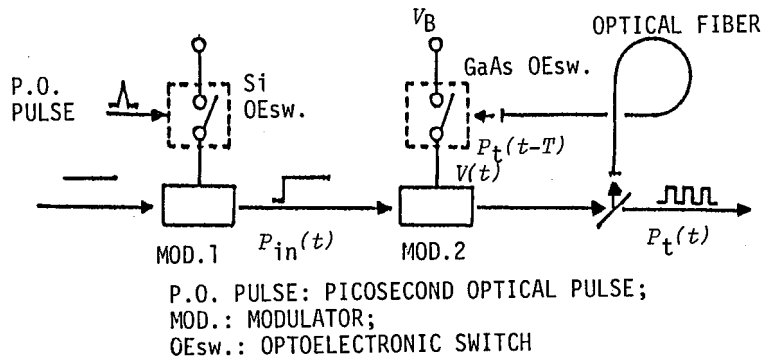 V_B
OPTICAL FIBER
P.O.
PULSE
Si
OEsw.
GaAs OEsw.
P_t(t-T)
V(t)
MOD.1
P_in(t)
MOD.2
P_t(t)
P.O. PULSE: PICOSECOND OPTICAL PULSE;
MOD.: MODULATOR;
OEsw.: OPTOELECTRONIC SWITCH